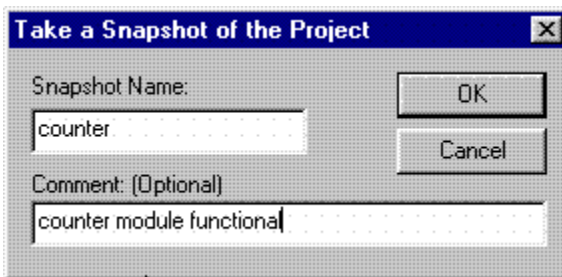 Take a Snapshot of the Project
Snapshot Name:
OK
counter
Cancel
Comment: (Optional)
counter module functional